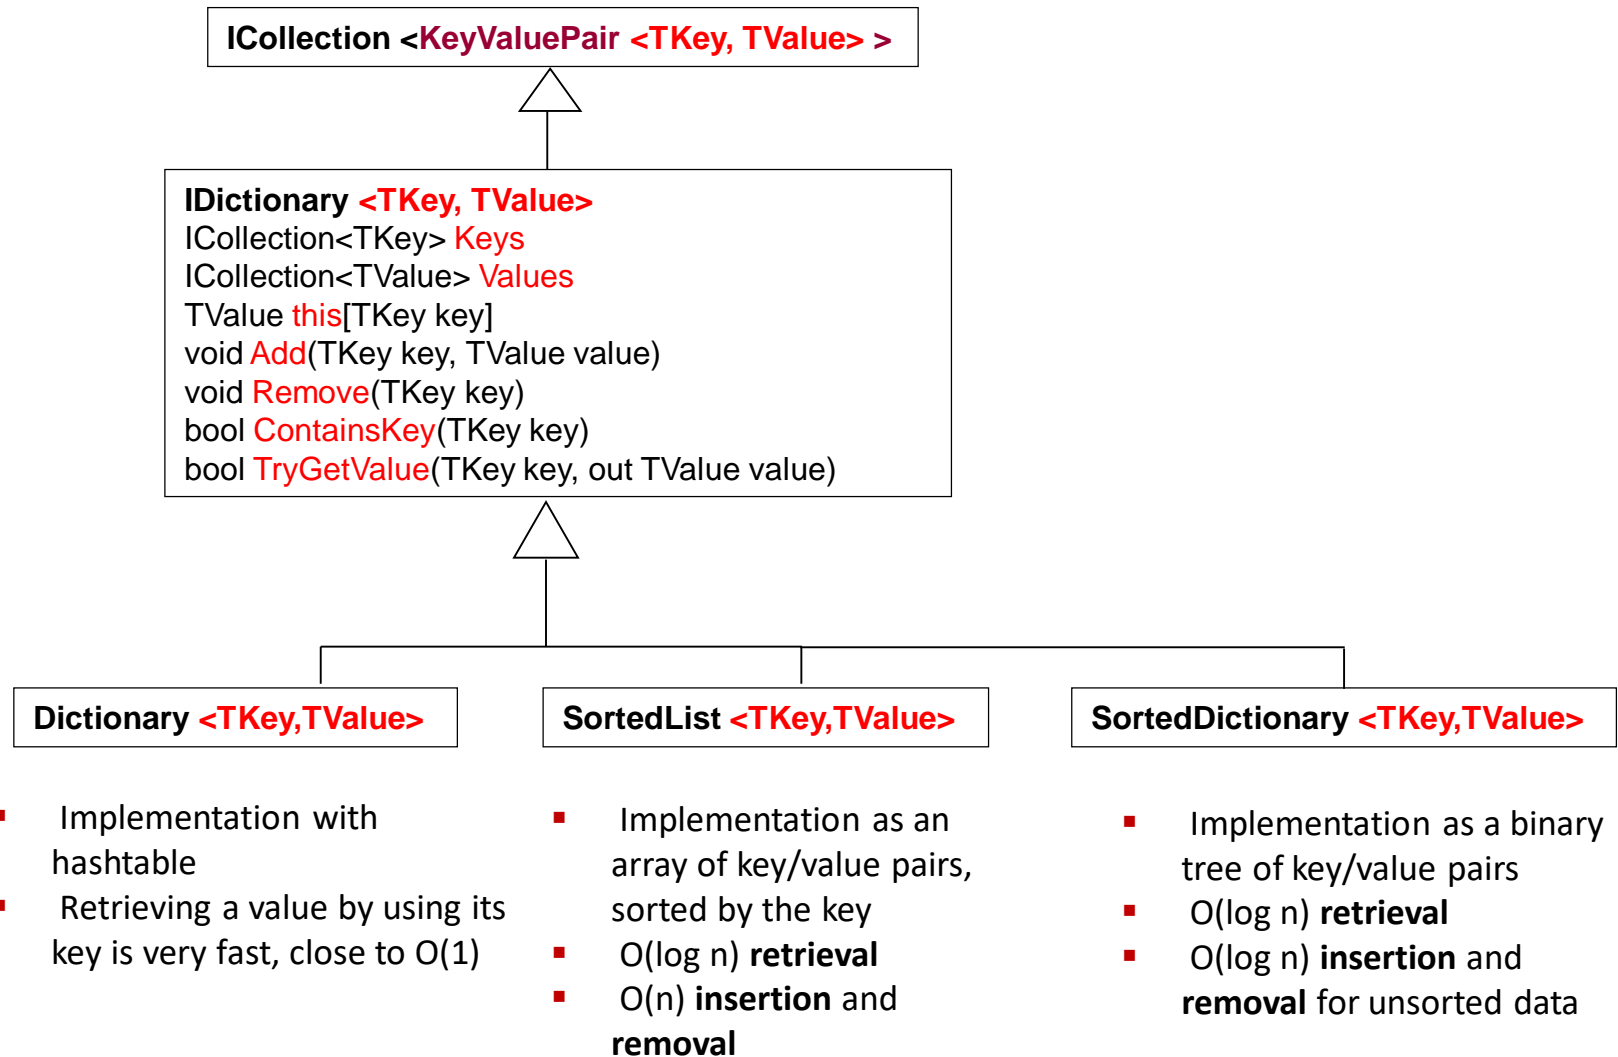 ICollection <KeyValuePair <TKey, TValue> >
IDictionary <TKey, TValue>
ICollection<TKey> Keys
ICollection<TValue> Values
TValue this[TKey key]
void Add(TKey key, TValue value)
void Remove(TKey key)
bool ContainsKey(TKey key)
bool TryGetValue(TKey key, out TValue value)
Dictionary <TKey,TValue>
▪ Implementation with
hashtable
▪ Retrieving a value by using its
key is very fast, close to O(1)
SortedList <TKey,TValue>
▪ Implementation as an
array of key/value pairs,
sorted by the key
▪ O(log n) retrieval
▪ O(n) insertion and
removal
SortedDictionary <TKey,TValue>
▪ Implementation as a binary
tree of key/value pairs
▪ O(log n) retrieval
▪ O(log n) insertion and
removal for unsorted data